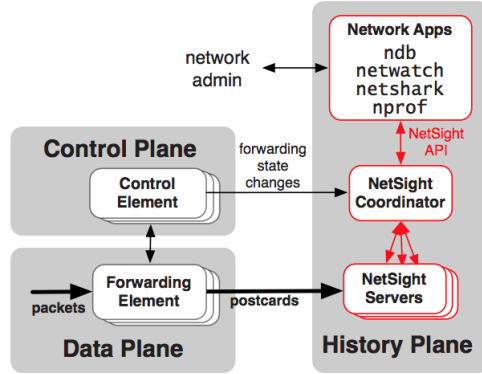 Network Apps
ndb
netwatch
netshark
nprof
network
admin
NetSight
API
Control Plane
forwarding
state
changes
Control
Element
NetSight
Coordinator
Forwarding
Element
packets
postcards
NetSight
Servers
Data Plane
History Plane